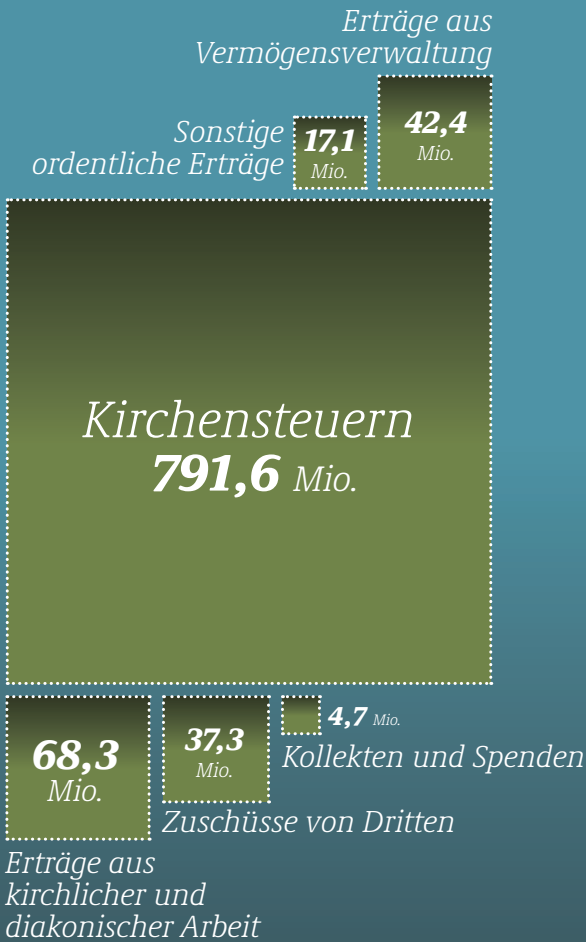 Erträge aus
Vermögensverwaltung
42,4
Mio.
Sonstige
ordentliche Erträge
17,1
Mio.
Kirchensteuern
791,6 Mio.
68,3
Mio.
Erträge aus
kirchlicher und
diakonischer Arbeit
37,3
Mio.
Zuschüsse von Dritten
4,7 Mio.
Kollekten und Spenden